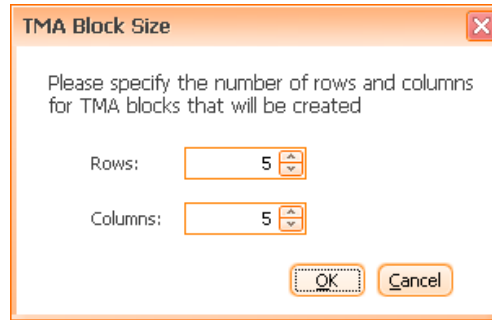 TMA Block Size
Please specify the number of rows and columns
for TMA blocks that will be created
Rows: 5
Columns: 5
OK Cancel